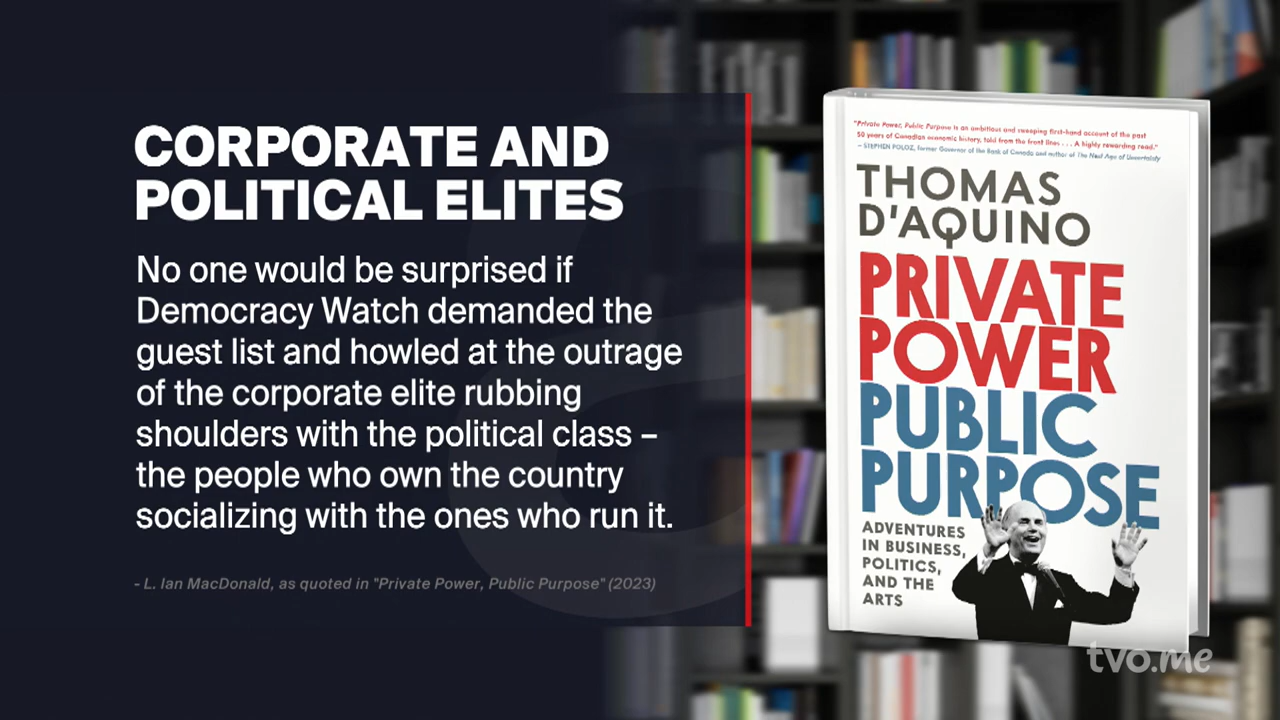 CORPORATE AND
POLITICAL ELITES
No one would be surprised if
Democracy Watch demanded the
guest list and howled at the outrage
of the corporate elite rubbing
shoulders with the political class –
the people who own the country
socializing with the ones who run it.
- L. Ian MacDonald, as quoted in "Private Power, Public Purpose" (2023)
"Private Power, Public Purpose is an ambitious and sweeping first-hand account of the past
50 years of Canadian economic history, told from the front lines . . . A highly rewarding read."
– STEPHEN POLOZ, former Governor of the Bank of Canada and author of The Next Age of Uncertainty
THOMAS
D'AQUINO
PRIVATE
POWER
PUBLIC
PURPOSE
ADVENTURES
IN BUSINESS,
POLITICS,
AND THE
ARTS
tvo.me